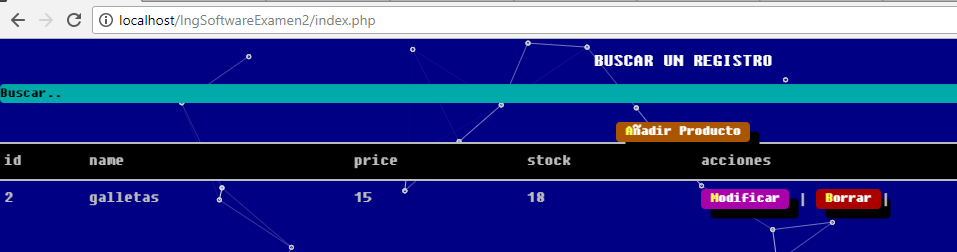 localhost/IngSoftwareExamen2/index.php
BUSCAR UN REGISTRO
Buscar..
Añadir Producto
id name price stock acciones
2 galletas 15 18 Modificar | Borrar |